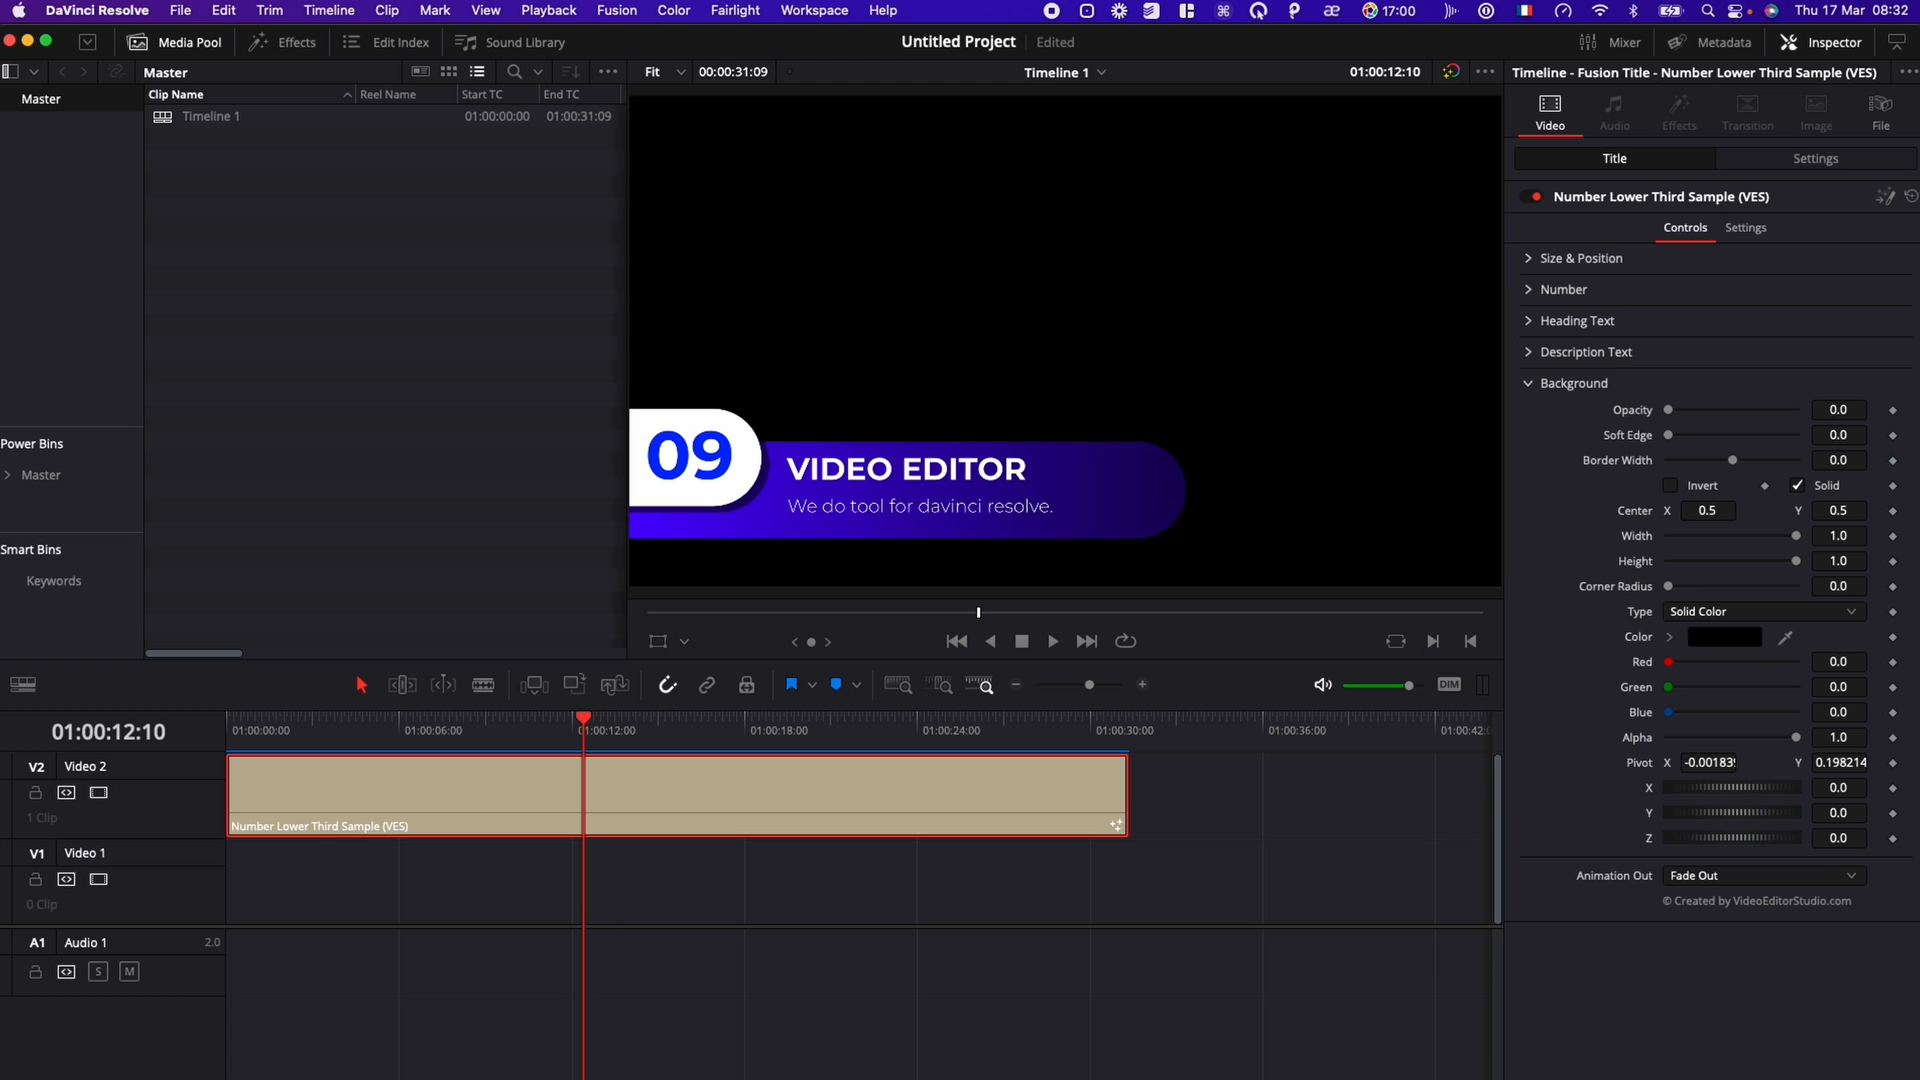 DaVinci Resolve File Edit Trim Timeline Clip Mark View Playback Fusion Color Fairlight Workspace Help 17:00 Thu 17 Mar 08:32
Media Pool Effects Edit Index Sound Library Untitled Project Edited Mixer Metadata Inspector
Master Fit 00:00:31:09 Timeline 1 01:00:12:10 Timeline - Fusion Title - Number Lower Third Sample (VES)
Master Clip Name Reel Name Start TC End TC
Timeline 1 01:00:00:00 01:00:31:09
Video Audio Effects Transition Image File
Title Settings
Number Lower Third Sample (VES)
Controls Settings
Size & Position
Number
Heading Text
Description Text
Background
Opacity 0.0
Soft Edge 0.0
Border Width 0.0
Invert Solid
Center X 0.5 Y 0.5
Width 1.0
Height 1.0
Corner Radius 0.0
Type Solid Color
Color
Red 0.0
Green 0.0
Blue 0.0
Alpha 1.0
Pivot X -0.00183 Y 0.198214
X 0.0
Y 0.0
Z 0.0
Animation Out Fade Out
© Created by VideoEditorStudio.com
Power Bins
Master
Smart Bins
Keywords
09
VIDEO EDITOR
We do tool for davinci resolve.
DIM
01:00:12:10 01:00:00:00 01:00:06:00 01:00:12:00 01:00:18:00 01:00:24:00 01:00:30:00 01:00:36:00 01:00:42:
V2 Video 2
1 Clip
Number Lower Third Sample (VES)
V1 Video 1
0 Clip
A1 Audio 1 2.0
S M